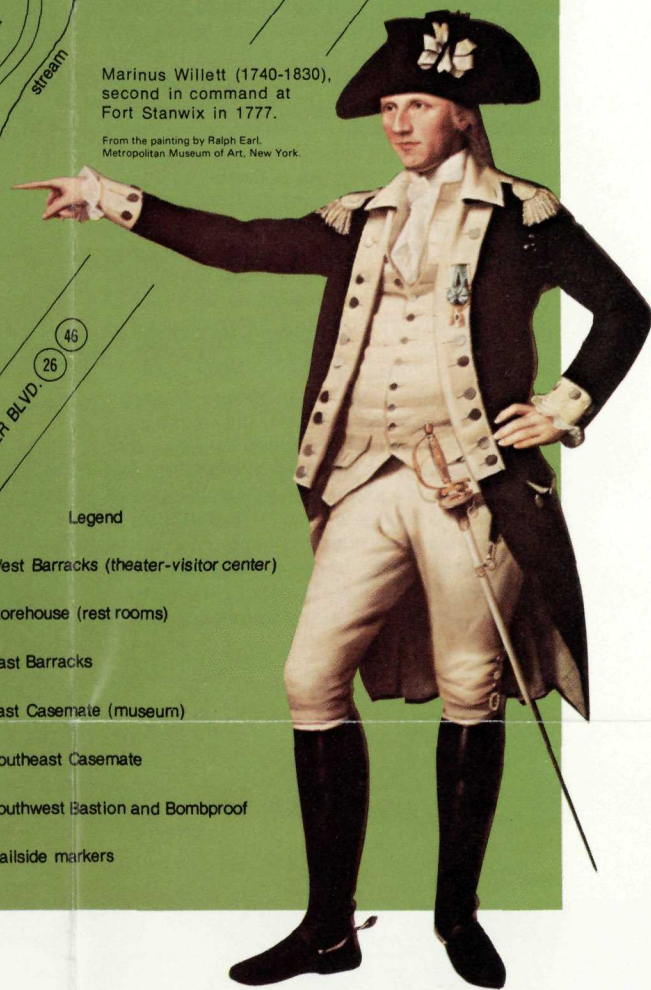 stream
Marinus Willett (1740-1830),
second in command at
Fort Stanwix in 1777.
From the painting by Ralph Earl.
Metropolitan Museum of Art, New York.
46
26
BLVD.
Legend
Barracks (theater-visitor center)
(rest rooms)
Barracks
Casemate (museum)
Casemate
Bastion and Bombproof
markers